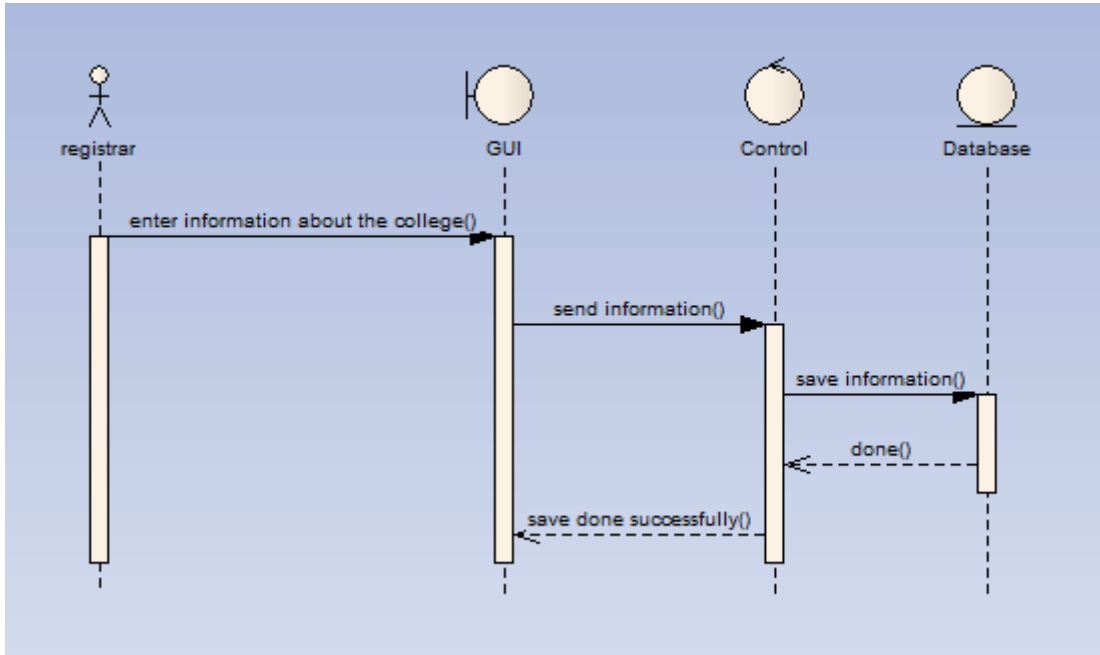 registrar
GUI
Control
Database
enter information about the college()
send information()
save information()
done()
save done successfully()